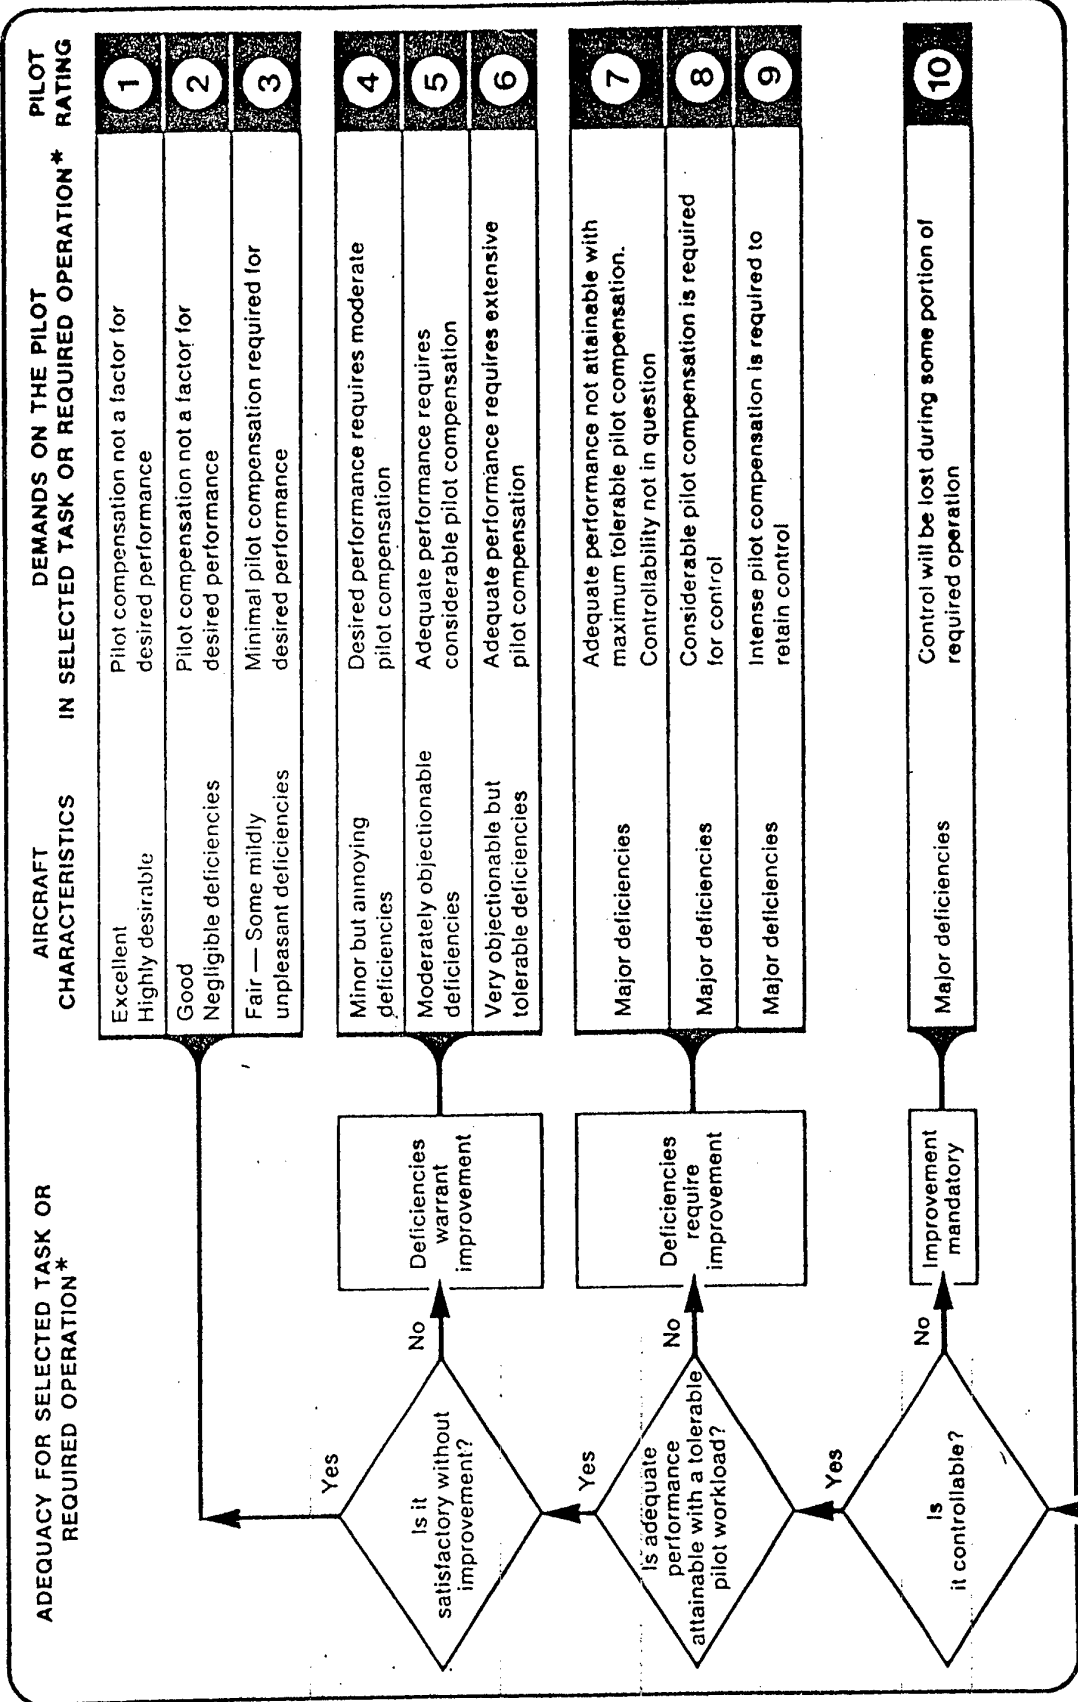 ADEQUACY FOR SELECTED TASK OR
REQUIRED OPERATION*
AIRCRAFT
CHARACTERISTICS
DEMANDS ON THE PILOT
IN SELECTED TASK OR REQUIRED OPERATION*
PILOT
RATING
Excellent
Highly desirable
Pilot compensation not a factor for
desired performance
1
Good
Negligible deficiencies
Pilot compensation not a factor for
desired performance
2
Fair — Some mildly
unpleasant deficiencies
Minimal pilot compensation required for
desired performance
3
Yes
Is it
satisfactory without
improvement?
No
Deficiencies
warrant
improvement
Minor but annoying
deficiencies
Desired performance requires moderate
pilot compensation
4
Moderately objectionable
deficiencies
Adequate performance requires
considerable pilot compensation
5
Very objectionable but
tolerable deficiencies
Adequate performance requires extensive
pilot compensation
6
Yes
Is adequate
performance
attainable with a tolerable
pilot workload?
No
Deficiencies
require
improvement
Major deficiencies
Adequate performance not attainable with
maximum tolerable pilot compensation.
Controllability not in question
7
Major deficiencies
Considerable pilot compensation is required
for control
8
Major deficiencies
Intense pilot compensation is required to
retain control
9
Yes
Is
it controllable?
No
Improvement
mandatory
Major deficiencies
Control will be lost during some portion of
required operation
10